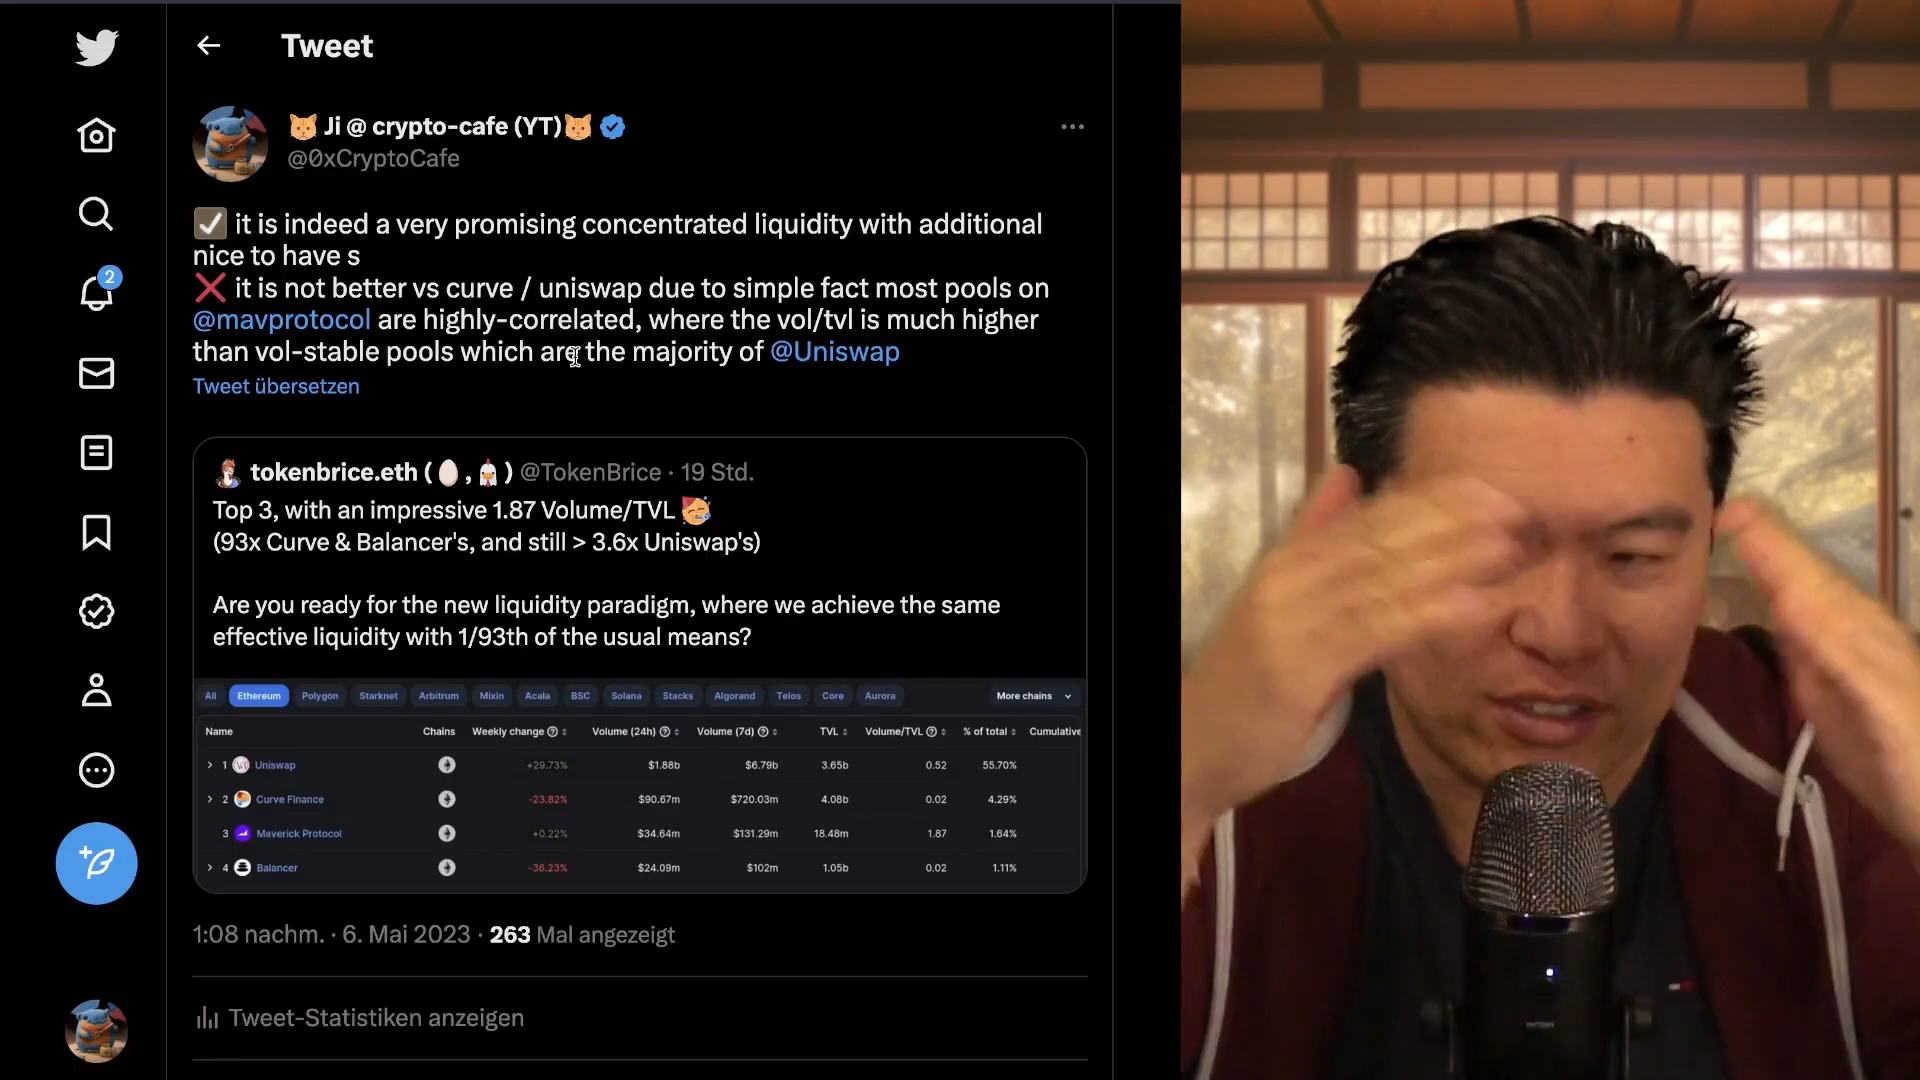 Tweet
🐱 Ji @ crypto-cafe (YT)🐱
@0xCryptoCafe
2
✅ it is indeed a very promising concentrated liquidity with additional
nice to have s
❌ it is not better vs curve / uniswap due to simple fact most pools on
@mavprotocol are highly-correlated, where the vol/tvl is much higher
than vol-stable pools which are the majority of @Uniswap
Tweet übersetzen
tokenbrice.eth (🥚,🐔) @TokenBrice · 19 Std.
Top 3, with an impressive 1.87 Volume/TVL 🥳
(93x Curve & Balancer's, and still > 3.6x Uniswap's)
Are you ready for the new liquidity paradigm, where we achieve the same
effective liquidity with 1/93th of the usual means?
All Ethereum Polygon Starknet Arbitrum Mixin Acala BSC Solana Stacks Algorand Telos Core Aurora More chains
Name Chains Weekly change Volume (24h) Volume (7d) TVL Volume/TVL % of total Cumulative
1 Uniswap +29.73% $1.88b $6.79b 3.65b 0.52 55.70%
2 Curve Finance -23.82% $90.67m $720.03m 4.08b 0.02 4.29%
3 Maverick Protocol +0.22% $34.64m $131.29m 18.48m 1.87 1.64%
4 Balancer -36.23% $24.09m $102m 1.05b 0.02 1.11%
1:08 nachm. · 6. Mai 2023 · 263 Mal angezeigt
Tweet-Statistiken anzeigen